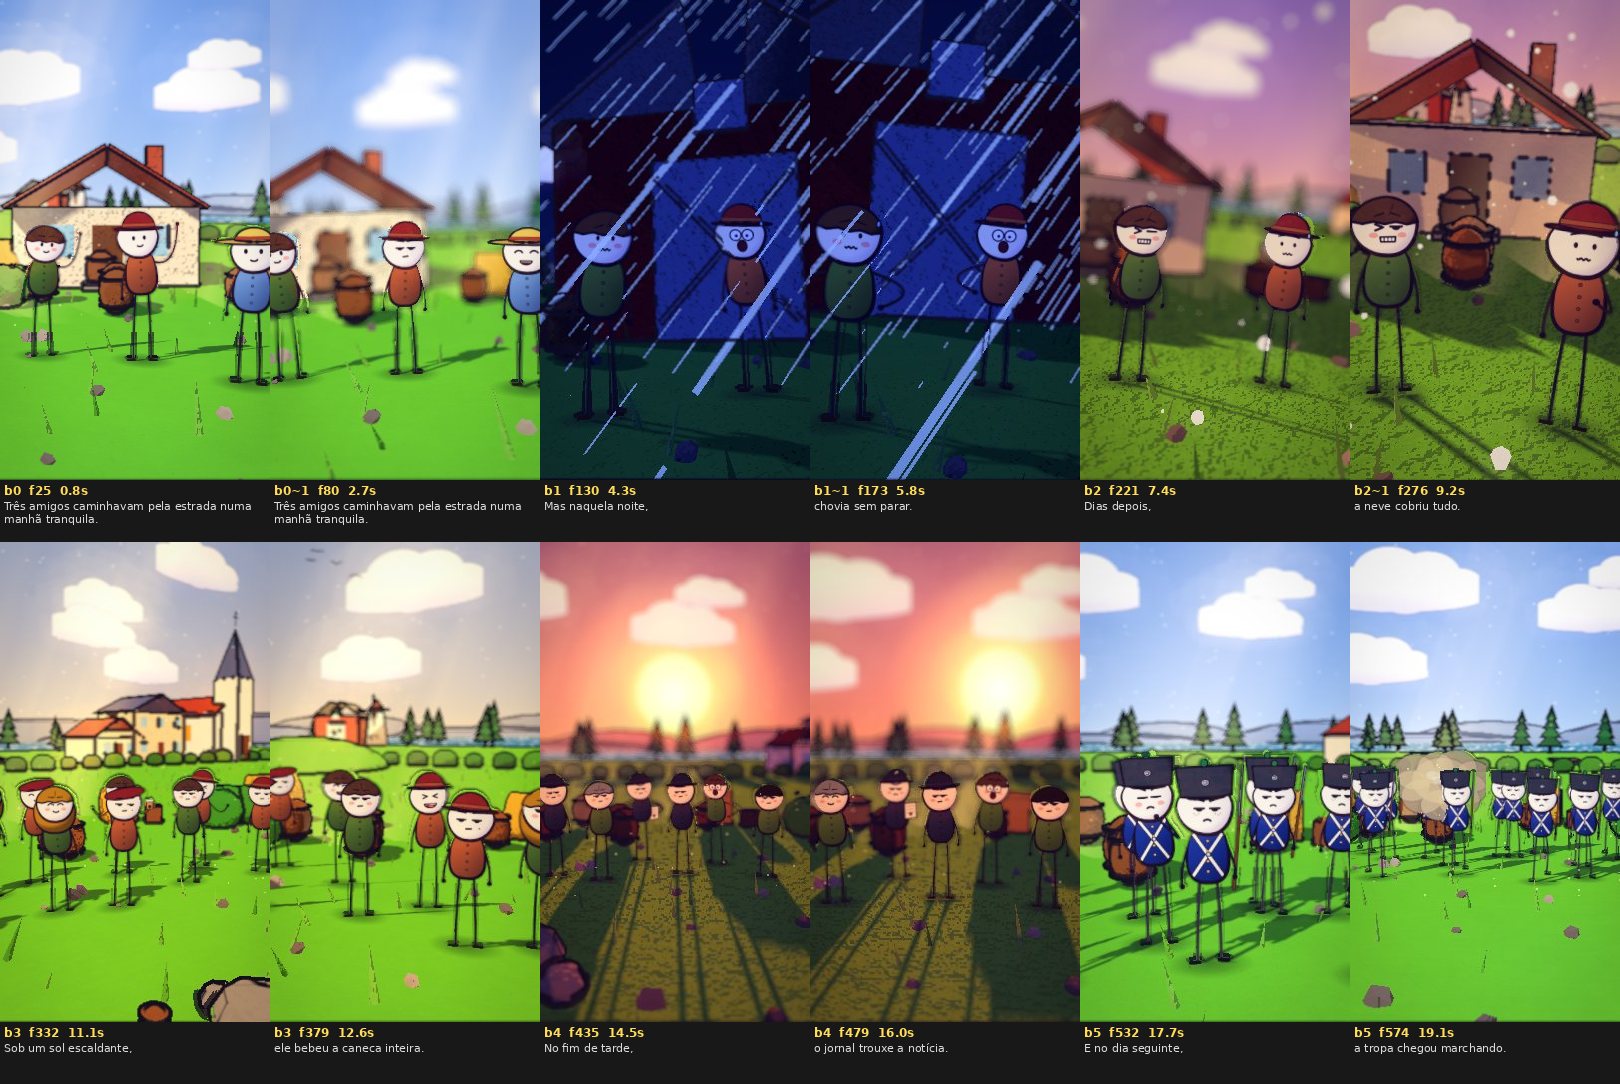 b0 f25 0.8s
Três amigos caminhavam pela estrada numa
manhã tranquila.
b0~1 f80 2.7s
Três amigos caminhavam pela estrada numa
manhã tranquila.
b1 f130 4.3s
Mas naquela noite,
b1~1 f173 5.8s
chovia sem parar.
b2 f221 7.4s
Dias depois,
b2~1 f276 9.2s
a neve cobriu tudo.
b3 f332 11.1s
Sob um sol escaldante,
b3 f379 12.6s
ele bebeu a caneca inteira.
b4 f435 14.5s
No fim de tarde,
b4 f479 16.0s
o jornal trouxe a notícia.
b5 f532 17.7s
E no dia seguinte,
b5 f574 19.1s
a tropa chegou marchando.